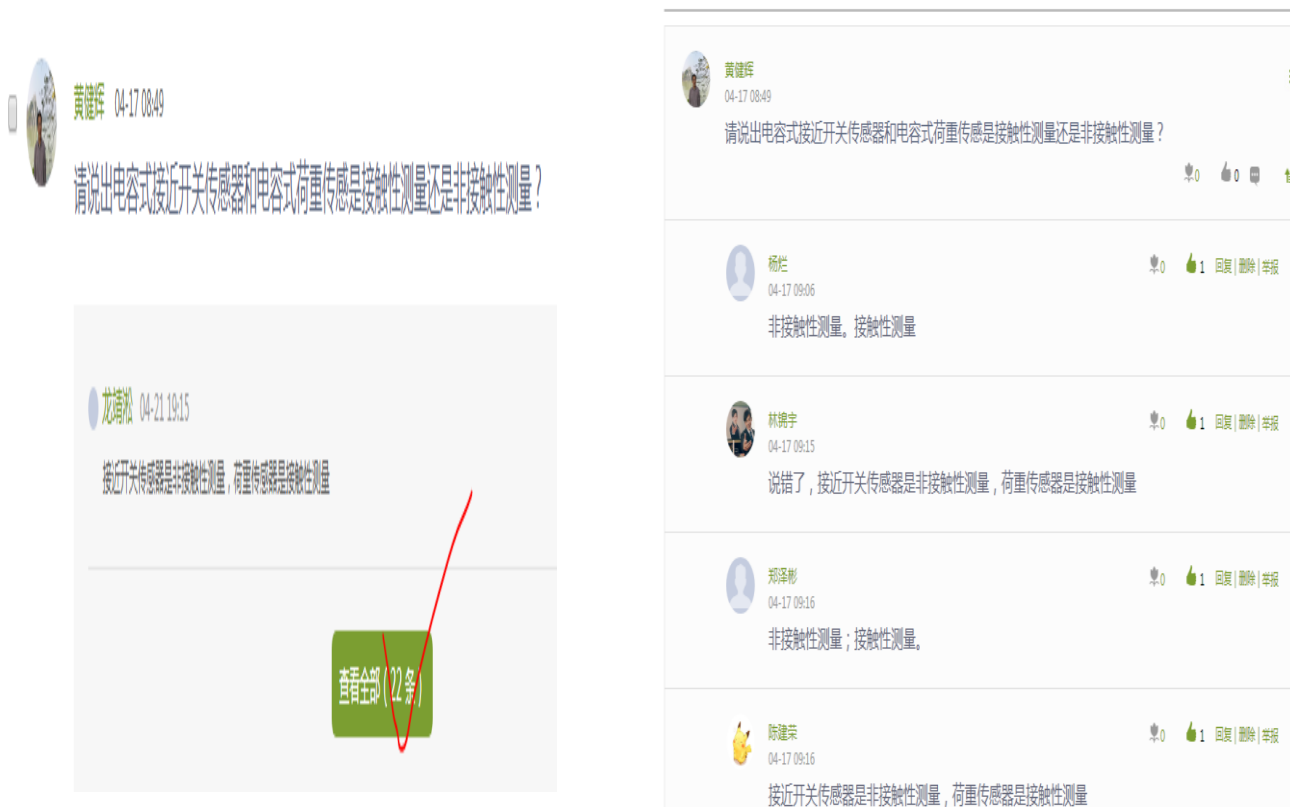 黄健辉 04-17 08:49
请说出电容式接近开关传感器和电容式荷重传感是接触性测量还是非接触性测量？
龙靖淞 04-21 19:15
接近开关传感器是非接触性测量，荷重传感器是接触性测量
查看全部（22 条）
黄健辉
04-17 08:49
请说出电容式接近开关传感器和电容式荷重传感是接触性测量还是非接触性测量？
0 0
杨烂
0 1 回复 | 删除 | 举报
04-17 09:06
非接触性测量。接触性测量
林锦宇
0 1 回复 | 删除 | 举报
04-17 09:15
说错了，接近开关传感器是非接触性测量，荷重传感器是接触性测量
郑泽彬
0 1 回复 | 删除 | 举报
04-17 09:16
非接触性测量；接触性测量。
陈建荣
0 1 回复 | 删除 | 举报
04-17 09:16
接近开关传感器是非接触性测量，荷重传感器是接触性测量